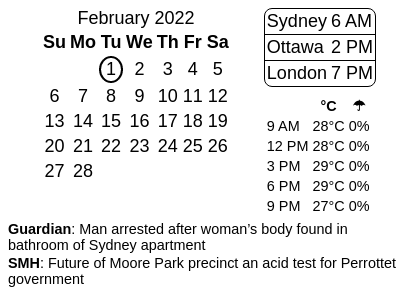 February 2022
Su Mo Tu We Th Fr Sa
1 2 3 4 5
6 7 8 9 10 11 12
13 14 15 16 17 18 19
20 21 22 23 24 25 26
27 28
Sydney 6 AM
Ottawa 2 PM
London 7 PM
°C ☂
9 AM 28°C 0%
12 PM 28°C 0%
3 PM 29°C 0%
6 PM 29°C 0%
9 PM 27°C 0%
Guardian: Man arrested after woman’s body found in
bathroom of Sydney apartment
SMH: Future of Moore Park precinct an acid test for Perrottet
government